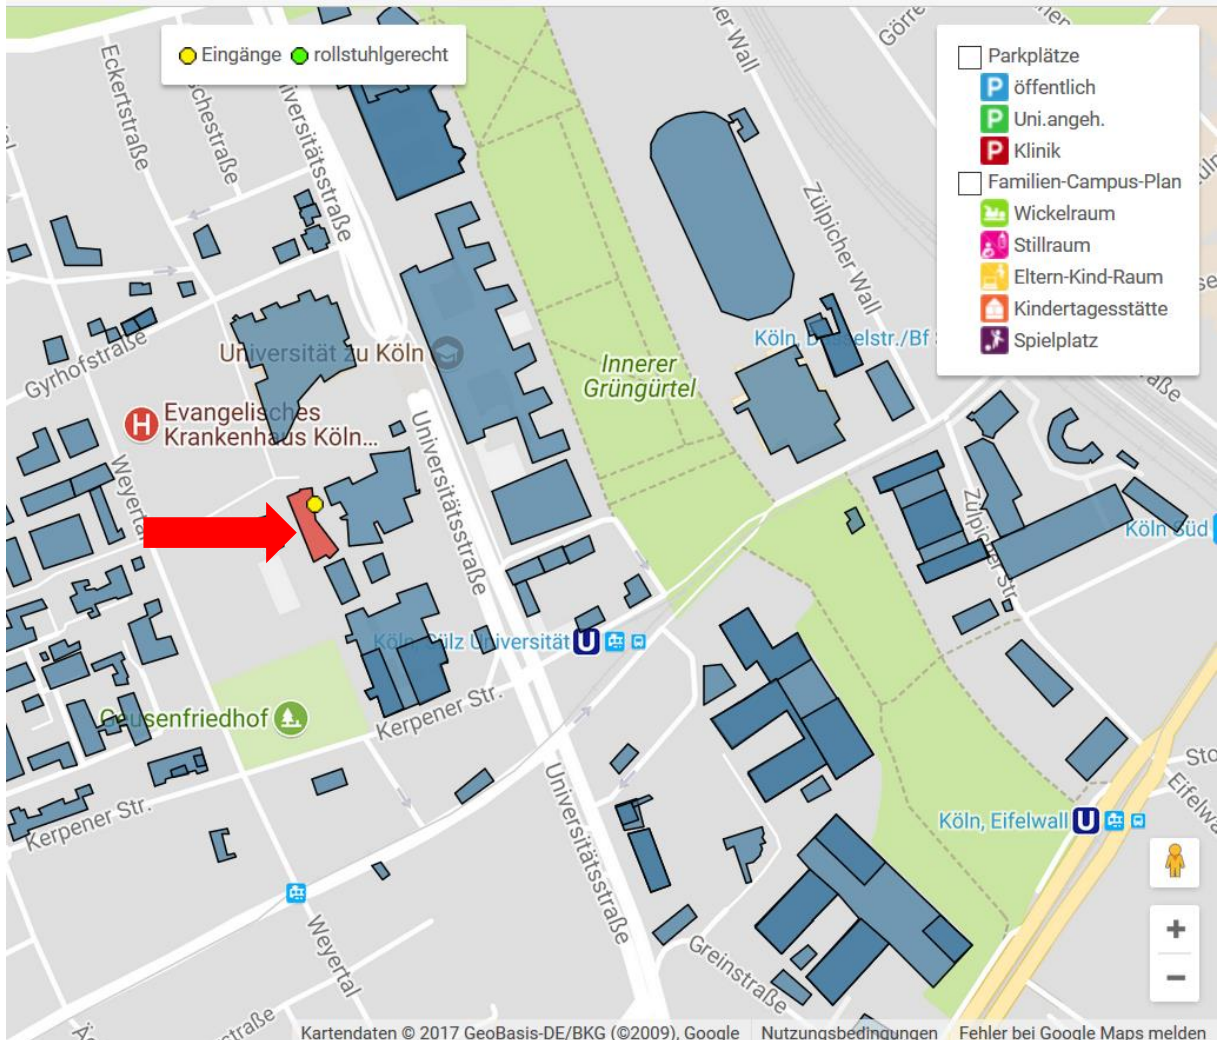 Eingänge rollstuhlgerecht
Parkplätze
P öffentlich
P Uni.angeh.
P Klinik
Familien-Campus-Plan
Wickelraum
Stillraum
Eltern-Kind-Raum
Kindertagesstätte
Spielplatz
Eckertstraße
Universitätsstraße
Zülpicher Wall
Gyrhofstraße
Universität zu Köln
Innerer
Grüngürtel
H Evangelisches
Krankenhaus Köln...
Weyertal
Universitätsstraße
Zülpicher Str.
Köln Süd
Köln, Sülz Universität U
Geusenfriedhof
Kerpener Str.
Kerpener Str.
Universitätsstraße
Köln, Eifelwall U
Weyertal
Greinstraße
+
−
Kartendaten © 2017 GeoBasis-DE/BKG (©2009), Google Nutzungsbedingungen Fehler bei Google Maps melden